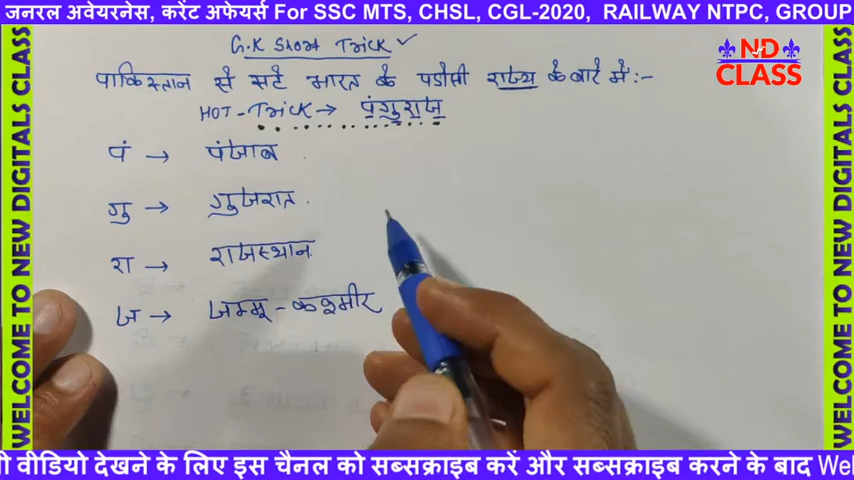 जनरल अवेयरनेस, करेंट अफेयर्स For SSC MTS, CHSL, CGL-2020, RAILWAY NTPC, GROUP
ND
CLASS
G.K Short Trick ✓
पाकिस्तान से सटे भारत के पडोसी राज्य के बारे में:-
HOT-Trick → पंगुराज
पं → पंजाब
गु → गुजरात
रा → राजस्थान
ज → जम्मू-कश्मीर
WELCOME TO NEW DIGITALS CLASS
WELCOME TO NEW DIGITALS CLASS
वीडियो देखने के लिए इस चैनल को सब्सक्राइब करें और सब्सक्राइब करने के बाद Wel